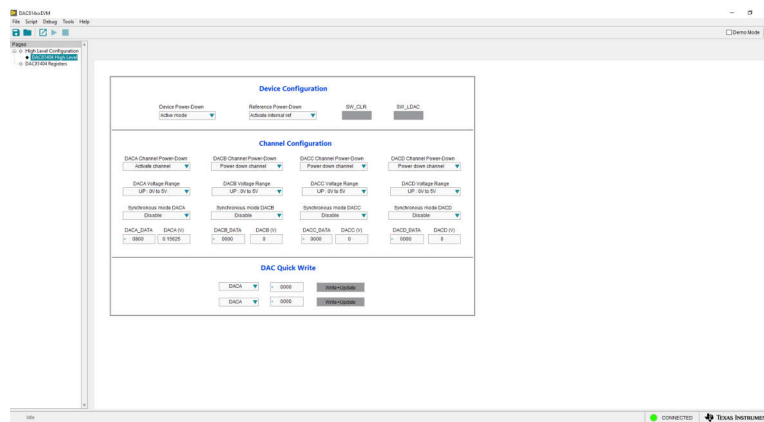 DAC814xxEVM
File Script Debug Tools Help
Demo Mode
Pages
High Level Configuration
DAC81404 High Level
DAC81404 Registers
Device Configuration
Device Power-Down Reference Power-Down SW_CLR SW_LDAC
Active mode Activate internal ref
Channel Configuration
DACA Channel Power-Down DACB Channel Power-Down DACC Channel Power-Down DACD Channel Power-Down
Activate channel Power down channel Power down channel Power down channel
DACA Voltage Range DACB Voltage Range DACC Voltage Range DACD Voltage Range
UP : 0V to 5V UP : 0V to 5V UP : 0V to 5V UP : 0V to 5V
Synchronous mode DACA Synchronous mode DACB Synchronous mode DACC Synchronous mode DACD
Disable Disable Disable Disable
DACA_DATA DACA (V) DACB_DATA DACB (V) DACC_DATA DACC (V) DACD_DATA DACD (V)
0800 0.15625 0000 0 0000 0 0000 0
DAC Quick Write
DACA 0000 Write+Update
DACA 0000 Write+Update
Idle CONNECTED TEXAS INSTRUME